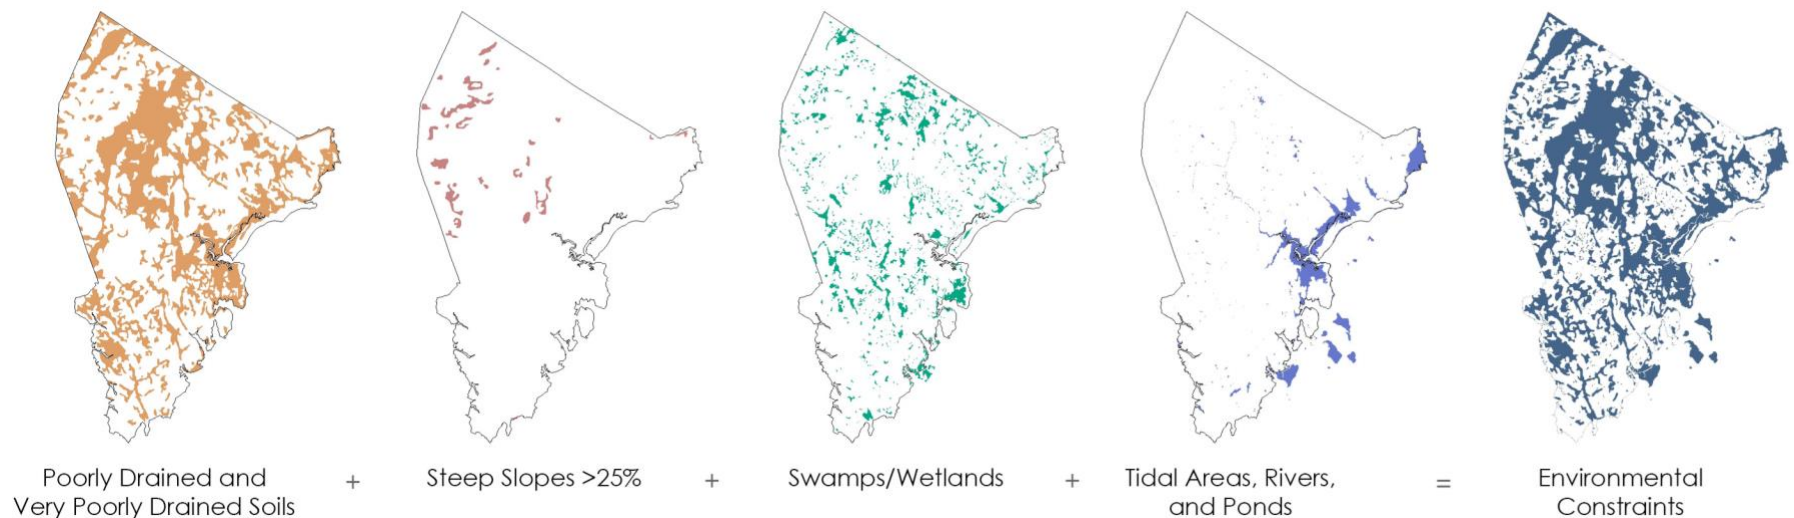 Poorly Drained and
Very Poorly Drained Soils
+
Steep Slopes >25%
+
Swamps/Wetlands
+
Tidal Areas, Rivers,
and Ponds
=
Environmental
Constraints